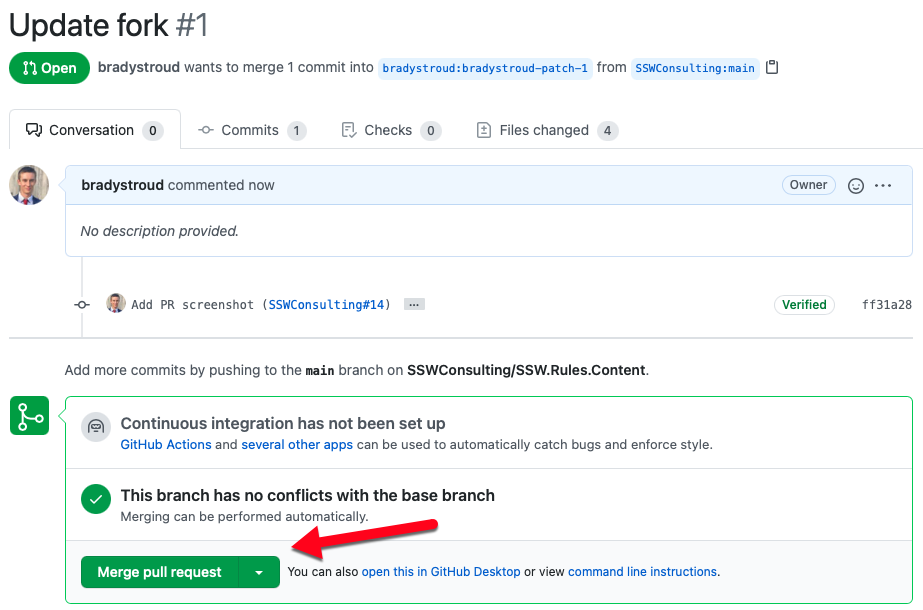 Update fork #1
Open bradystroud wants to merge 1 commit into bradystroud:bradystroud-patch-1 from SSWConsulting:main
Conversation 0 Commits 1 Checks 0 Files changed 4
bradystroud commented now Owner ...
No description provided.
Add PR screenshot (SSWConsulting#14) ... Verified ff31a28
Add more commits by pushing to the main branch on SSWConsulting/SSW.Rules.Content.
Continuous integration has not been set up
GitHub Actions and several other apps can be used to automatically catch bugs and enforce style.
This branch has no conflicts with the base branch
Merging can be performed automatically.
Merge pull request You can also open this in GitHub Desktop or view command line instructions.